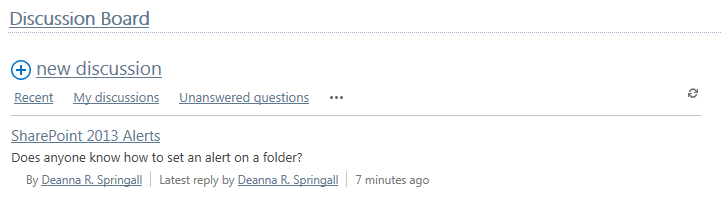 Discussion Board
new discussion
Recent My discussions Unanswered questions •••
SharePoint 2013 Alerts
Does anyone know how to set an alert on a folder?
By Deanna R. Springall Latest reply by Deanna R. Springall 7 minutes ago